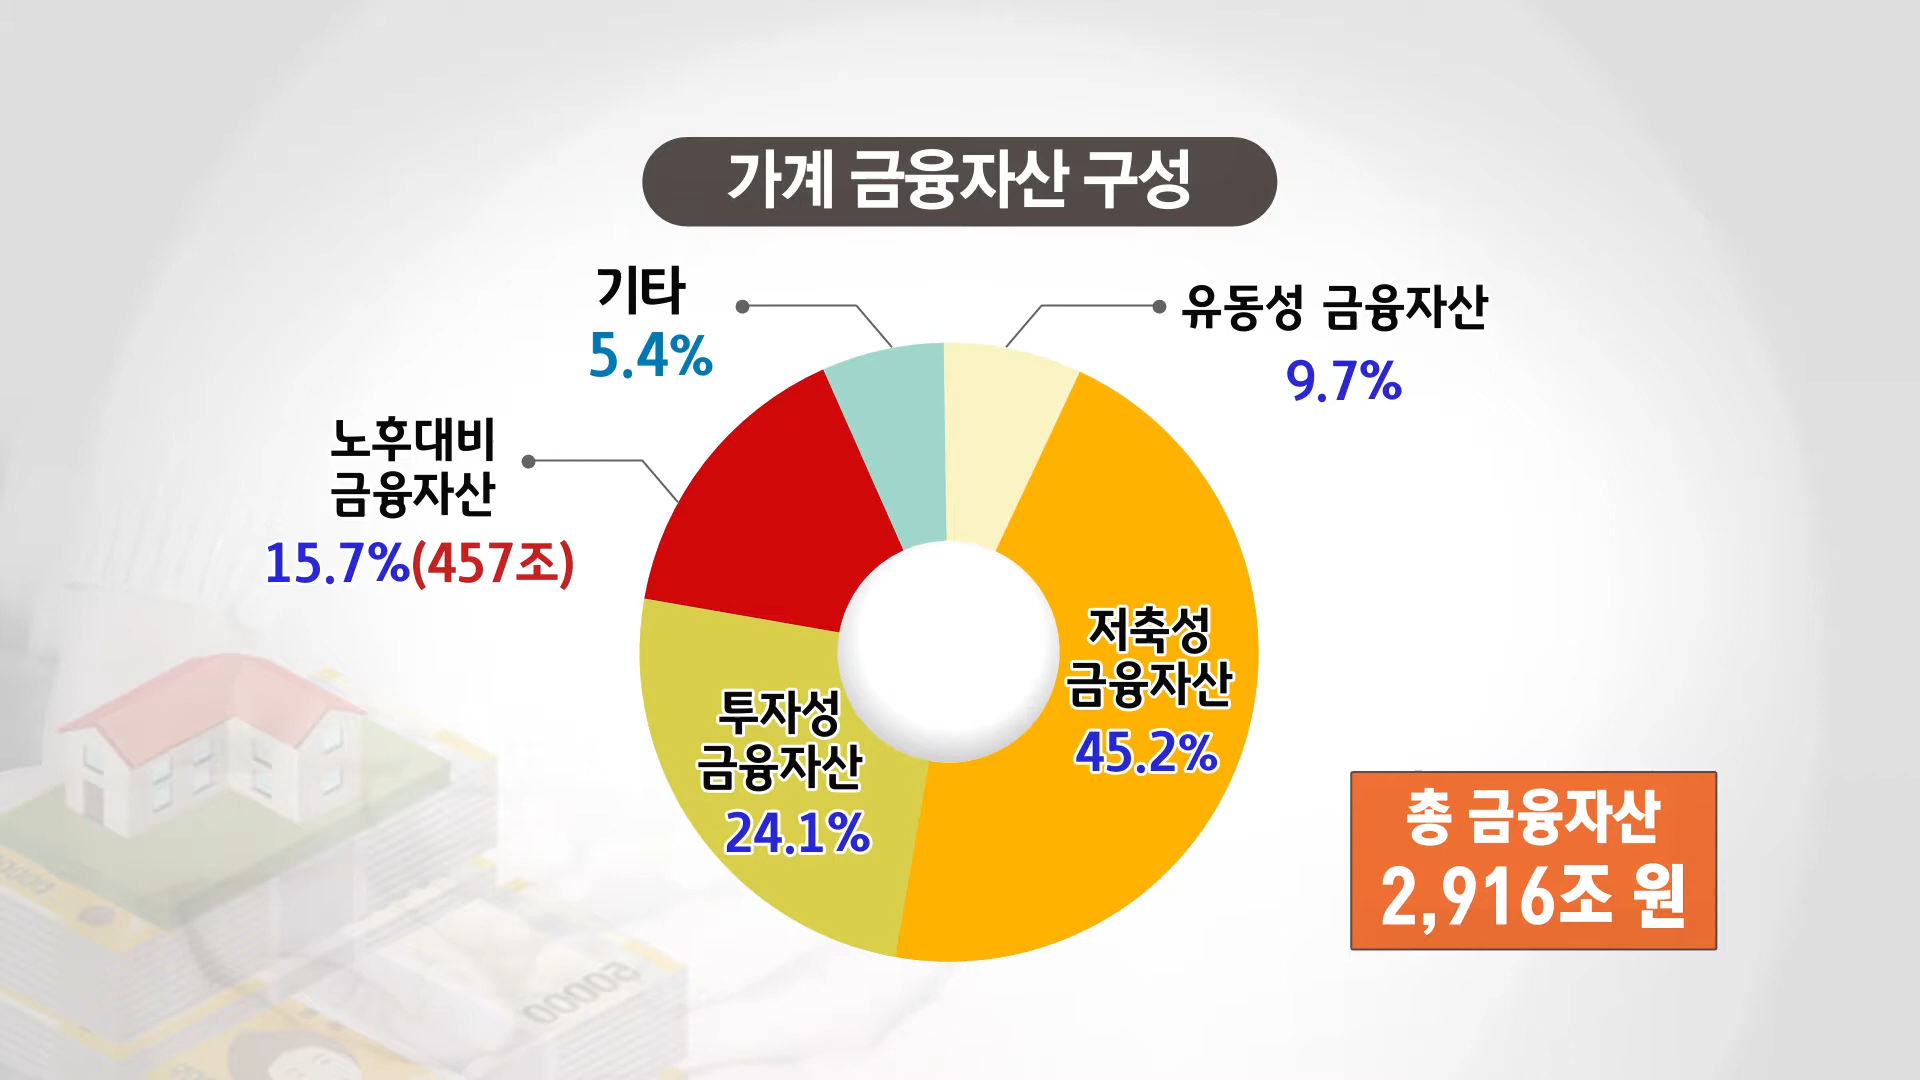 가계 금융자산 구성
기타
5.4%
유동성 금융자산
9.7%
노후대비
금융자산
15.7%(457조)
저축성
금융자산
45.2%
투자성
금융자산
24.1%
총 금융자산
2,916조 원
50000